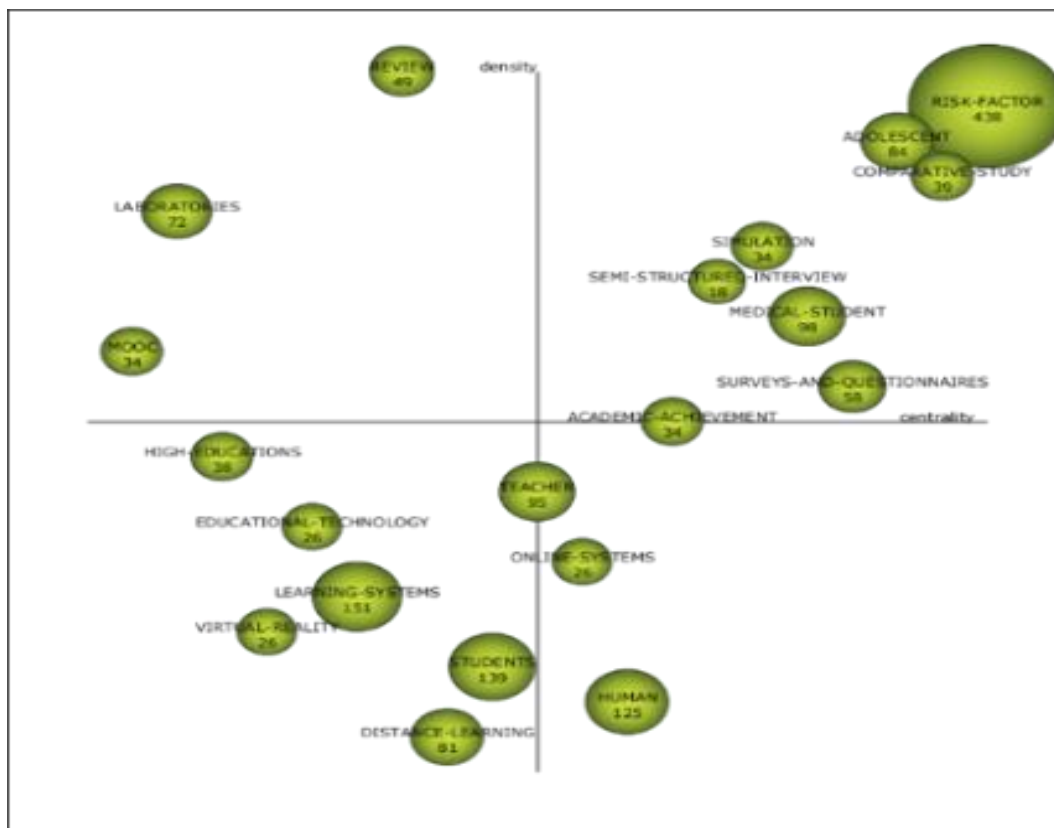 REVIEW
49
density
RISK-FACTOR
438
ADOLESCENT
84
COMPARATIVE-STUDY
39
LABORATORIES
72
SIMULATION
34
SEMI-STRUCTURED-INTERVIEW
18
MEDICAL-STUDENT
98
MOOC
34
SURVEYS-AND-QUESTIONNAIRES
58
ACADEMIC-ACHIEVEMENT
34
centrality
HIGH-EDUCATIONS
38
TEACHER
95
EDUCATIONAL-TECHNOLOGY
26
ONLINE-SYSTEMS
26
LEARNING-SYSTEMS
151
VIRTUAL-REALITY
26
STUDENTS
139
HUMAN
125
DISTANCE-LEARNING
81